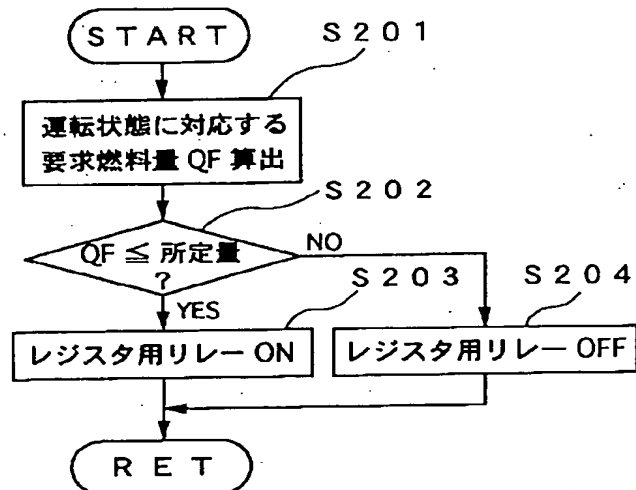 START
S201
運転状態に対応する
要求燃料量 QF 算出
S202
QF ≦ 所定量
?
NO
YES
S203
S204
レジスタ用リレー ON
レジスタ用リレー OFF
RET